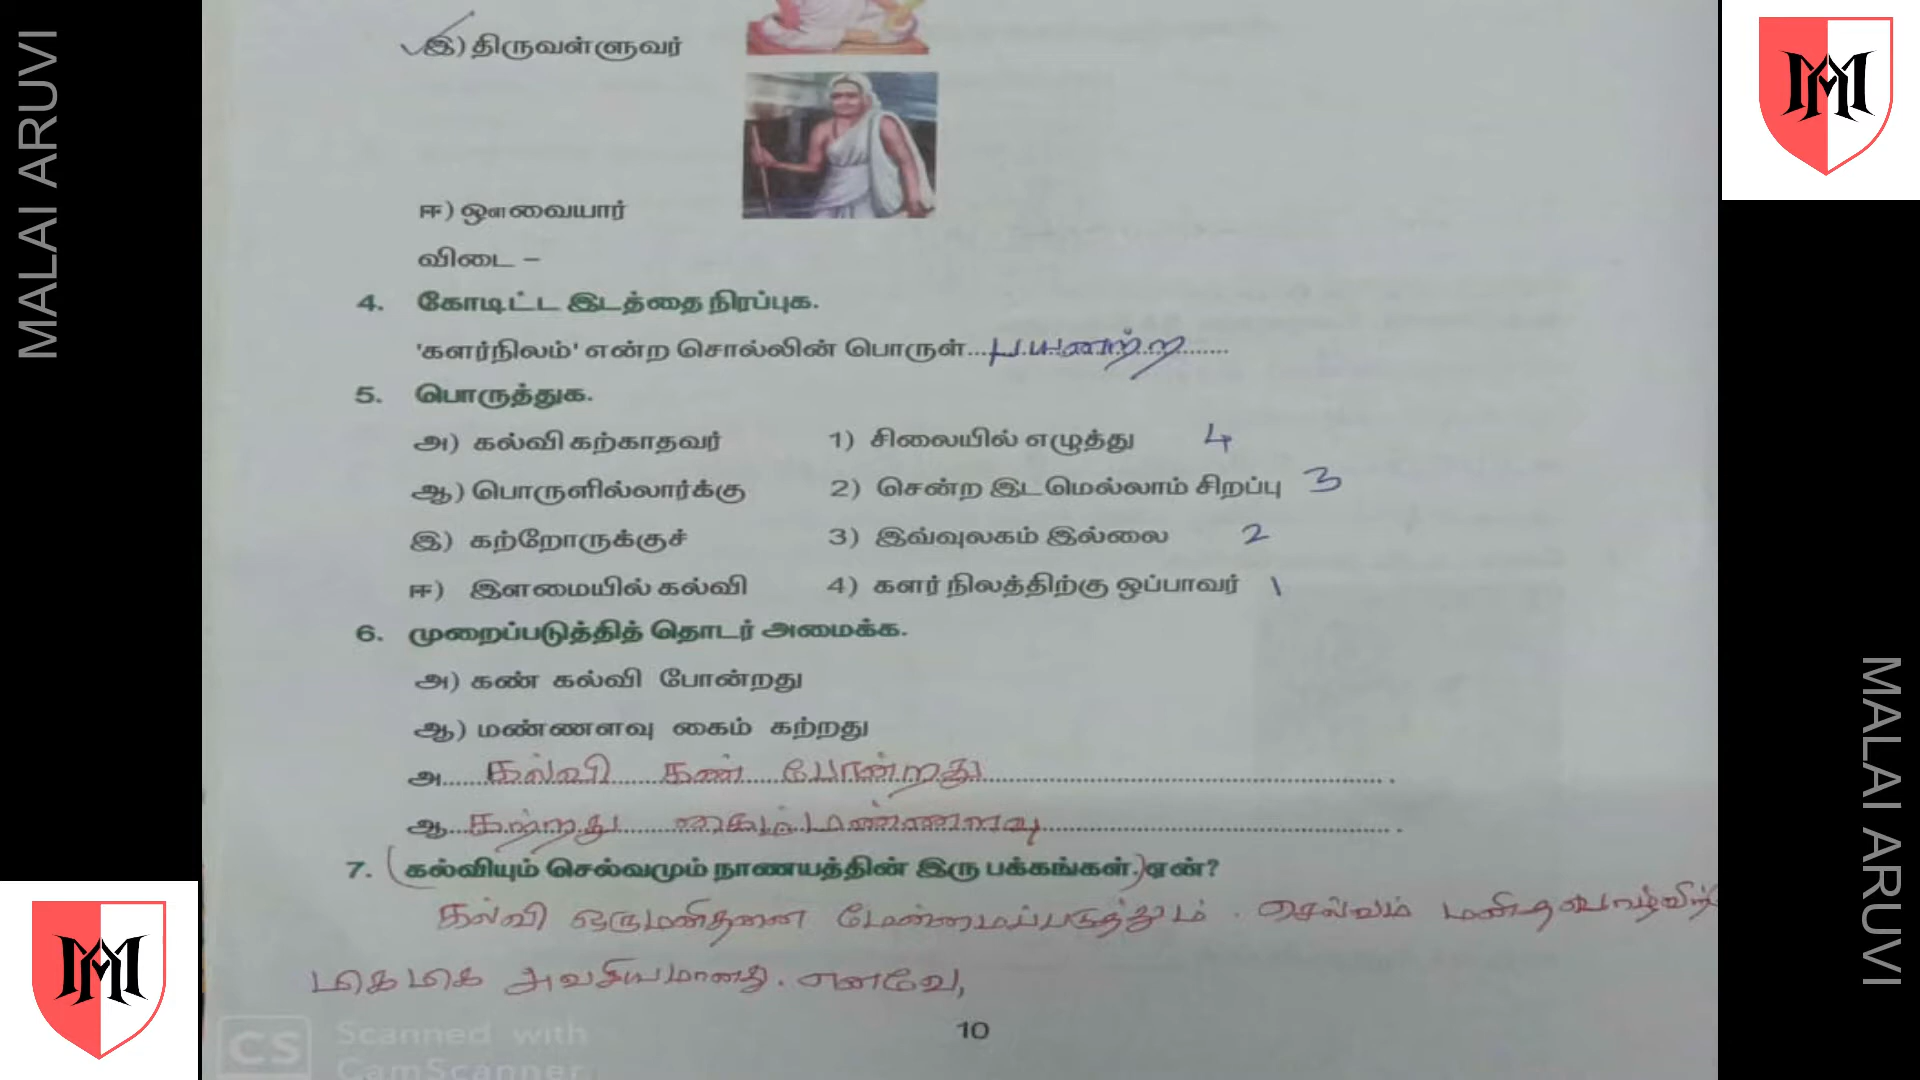 MALAI ARUVI
இ) திருவள்ளுவர்
ஈ) ஔவையார்
விடை –
4. கோடிட்ட இடத்தை நிரப்புக.
'களர்நிலம்' என்ற சொல்லின் பொருள்...பயனற்ற...
5. பொருத்துக.
அ) கல்வி கற்காதவர் 1) சிலையில் எழுத்து 4
ஆ) பொருளில்லார்க்கு 2) சென்ற இடமெல்லாம் சிறப்பு 3
இ) கற்றோருக்குச் 3) இவ்வுலகம் இல்லை 2
ஈ) இளமையில் கல்வி 4) களர் நிலத்திற்கு ஒப்பாவர் 1
6. முறைப்படுத்தித் தொடர் அமைக்க.
அ) கண் கல்வி போன்றது
ஆ) மண்ணளவு கைம் கற்றது
அ. கல்வி கண் போன்றது .
ஆ. கற்றது கைம் மண்ணளவு .
7. (கல்வியும் செல்வமும் நாணயத்தின் இரு பக்கங்கள்.) ஏன்?
கல்வி ஒருமனிதனை மேன்மைப்படுத்தும். செல்வம்
மிக மிக அவசியமானது. எனவே,
10
CS Scanned with
CamScanner
MALAI ARUVI